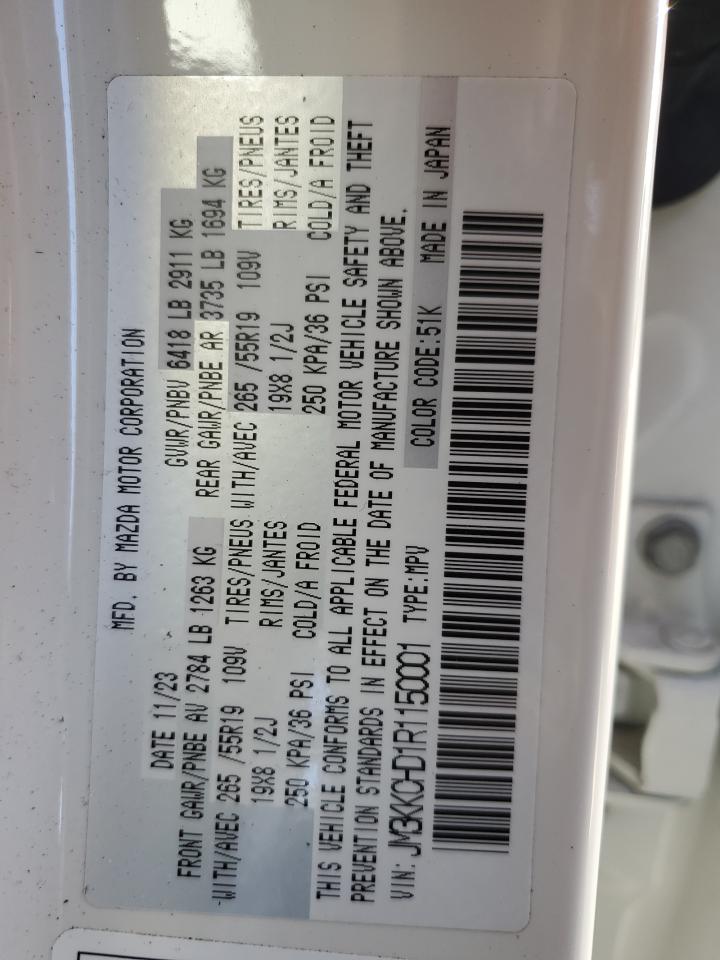 MFD. BY MAZDA MOTOR CORPORATION
DATE 11/23 GVWR/PNBV 6418 LB 2911 KG
FRONT GAWR/PNBE AV 2784 LB 1263 KG REAR GAWR/PNBE AR 3735 LB 1694 KG
WITH/AVEC 265 /55R19 109V TIRES/PNEUS WITH/AVEC 265 /55R19 109V TIRES/PNEUS
19X8 1/2J RIMS/JANTES 19X8 1/2J RIMS/JANTES
250 KPA/36 PSI COLD/A FROID 250 KPA/36 PSI COLD/A FROID
THIS VEHICLE CONFORMS TO ALL APPLICABLE FEDERAL MOTOR VEHICLE SAFETY AND THEFT
PREVENTION STANDARDS IN EFFECT ON THE DATE OF MANUFACTURE SHOWN ABOVE.
VIN: JM3KKCHD1R1150001 TYPE:MPV COLOR CODE:51K MADE IN JAPAN